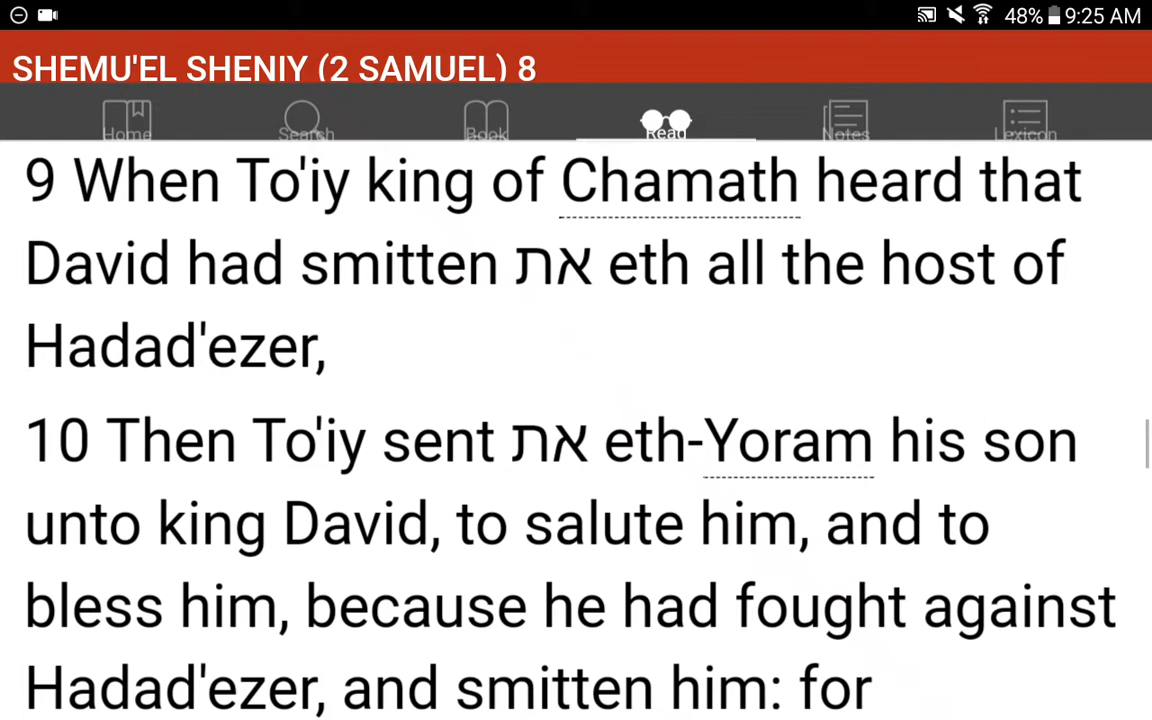 48% 9:25 AM
SHEMU'EL SHENIY (2 SAMUEL) 8
Home Search Book Read Notes Lexicon
9 When To'iy king of Chamath heard that
David had smitten את eth all the host of
Hadad'ezer,
10 Then To'iy sent את eth-Yoram his son
unto king David, to salute him, and to
bless him, because he had fought against
Hadad'ezer, and smitten him: for